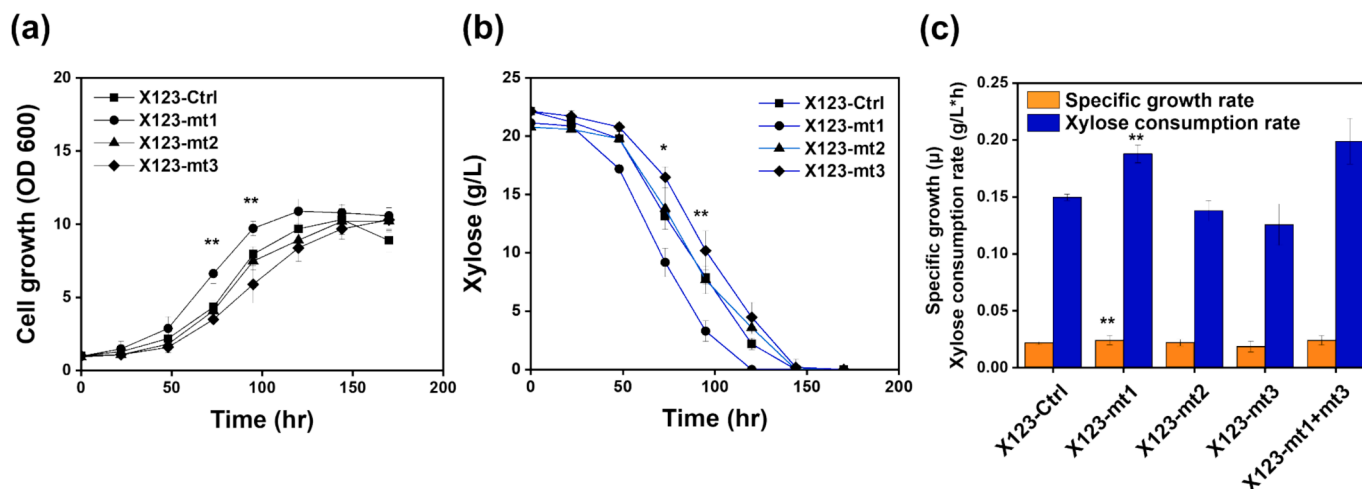 (a)
Cell growth (OD 600)
20
15
10
5
0
X123-Ctrl
X123-mt1
X123-mt2
X123-mt3
**
**
0
50
100
150
200
Time (hr)
(b)
Xylose (g/L)
25
20
15
10
5
0
X123-Ctrl
X123-mt1
X123-mt2
X123-mt3
*
**
0
50
100
150
200
Time (hr)
(c)
Specific growth (μ)
Xylose consumption rate (g/L*h)
0.25
0.20
0.15
0.10
0.05
0.00
Specific growth rate
Xylose consumption rate
**
**
X123-Ctrl
X123-mt1
X123-mt2
X123-mt3
X123-mt1+mt3